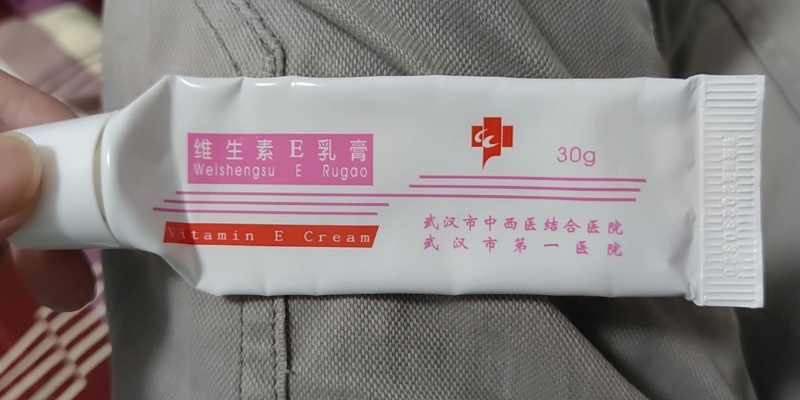 维生素E乳膏
Weishengsu E Rugao
Vitamin E Cream
30g
武汉市中西医结合医院
武汉市第一医院